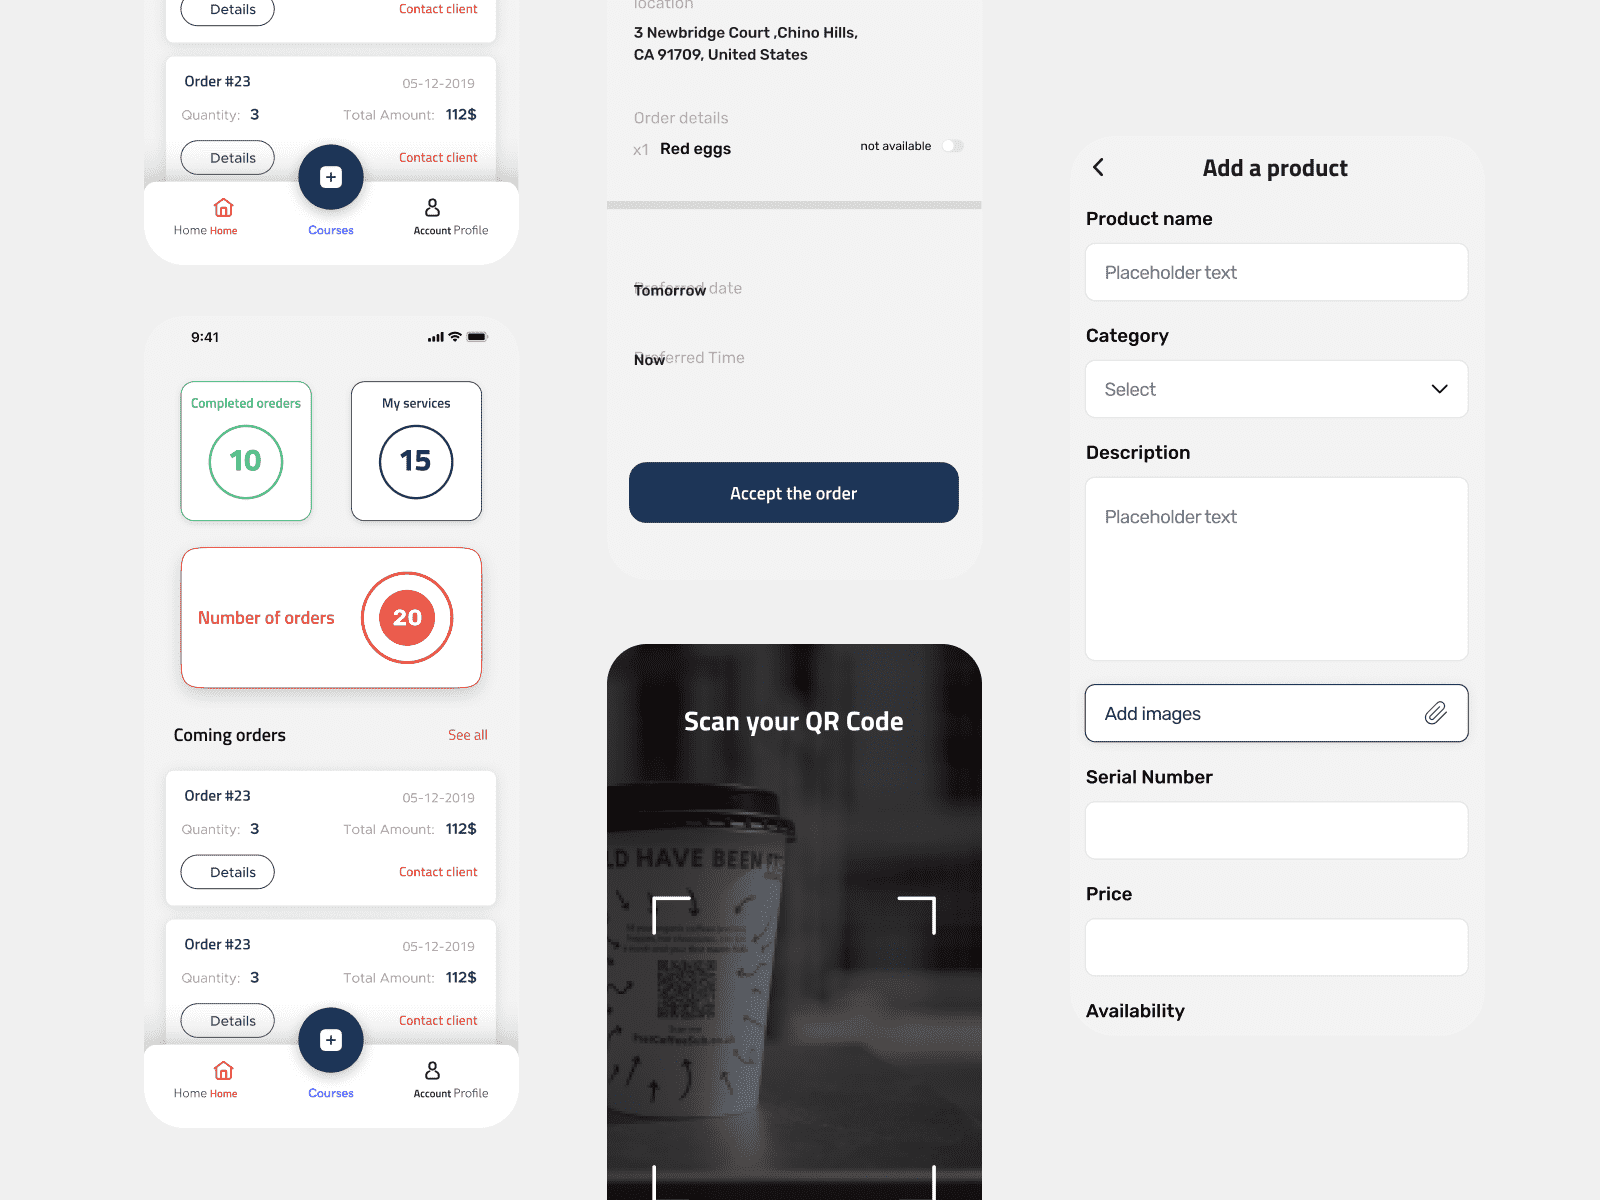 Details
Contact client
Order #23
05-12-2019
Quantity: 3
Total Amount: 112$
Details
Contact client
Home Home
Courses
Account Profile
9:41
Completed oreders
10
My services
15
Number of orders
20
Coming orders
See all
Order #23
05-12-2019
Quantity: 3
Total Amount: 112$
Details
Contact client
Order #23
05-12-2019
Quantity: 3
Total Amount: 112$
Details
Contact client
Home Home
Courses
Account Profile
location
3 Newbridge Court ,Chino Hills,
CA 91709, United States
Order details
x1 Red eggs
not available
Preferred date
Tomorrow
Preferred Time
Now
Accept the order
Scan your QR Code
LD HAVE BEEN
Add a product
Product name
Placeholder text
Category
Select
Description
Placeholder text
Add images
Serial Number
Price
Availability